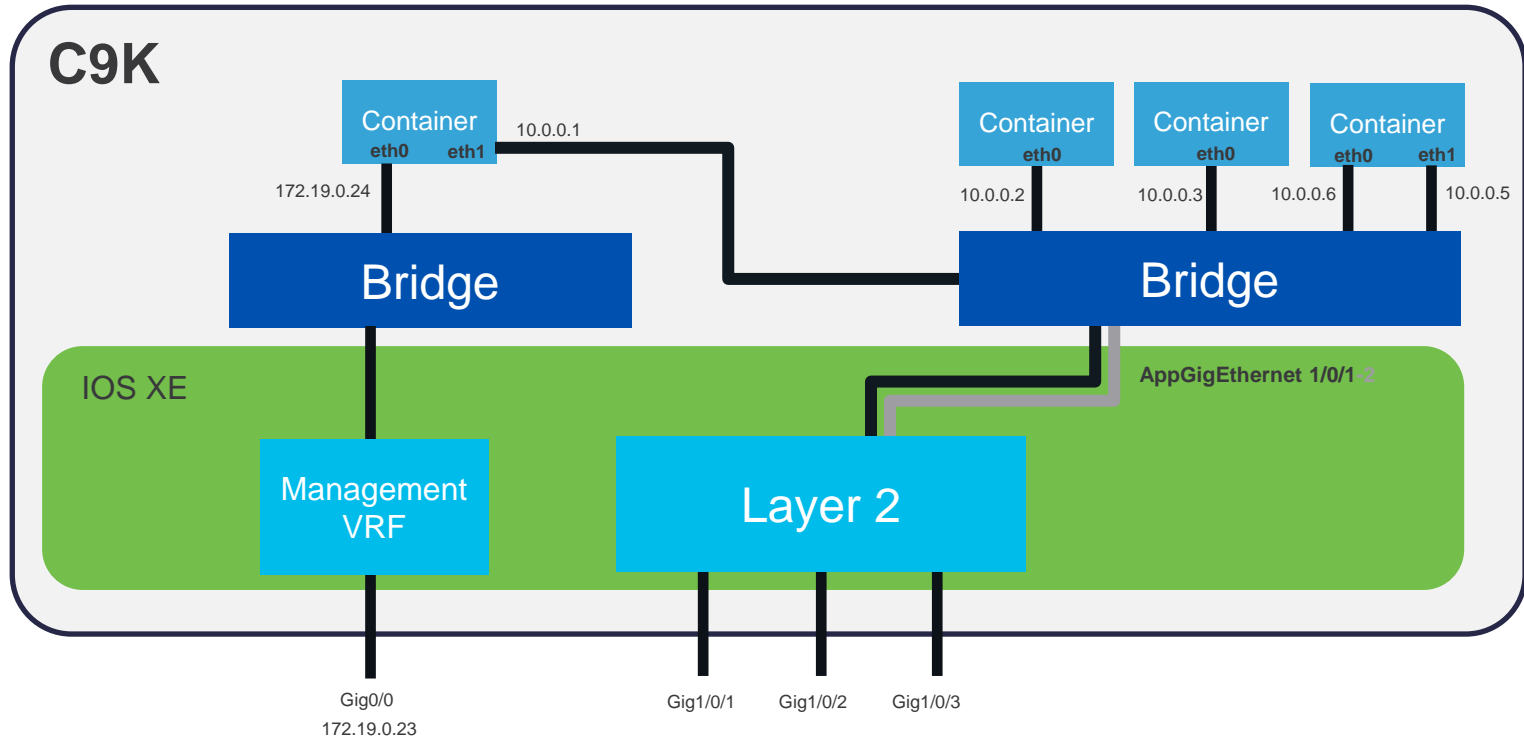 C9K
Container
eth0 eth1
10.0.0.1
172.19.0.24
Container
eth0
10.0.0.2
Container
eth0
10.0.0.3
Container
eth0 eth1
10.0.0.6
10.0.0.5
Bridge
Bridge
IOS XE
AppGigEthernet 1/0/1-2
Management
VRF
Layer 2
Gig0/0
172.19.0.23
Gig1/0/1
Gig1/0/2
Gig1/0/3